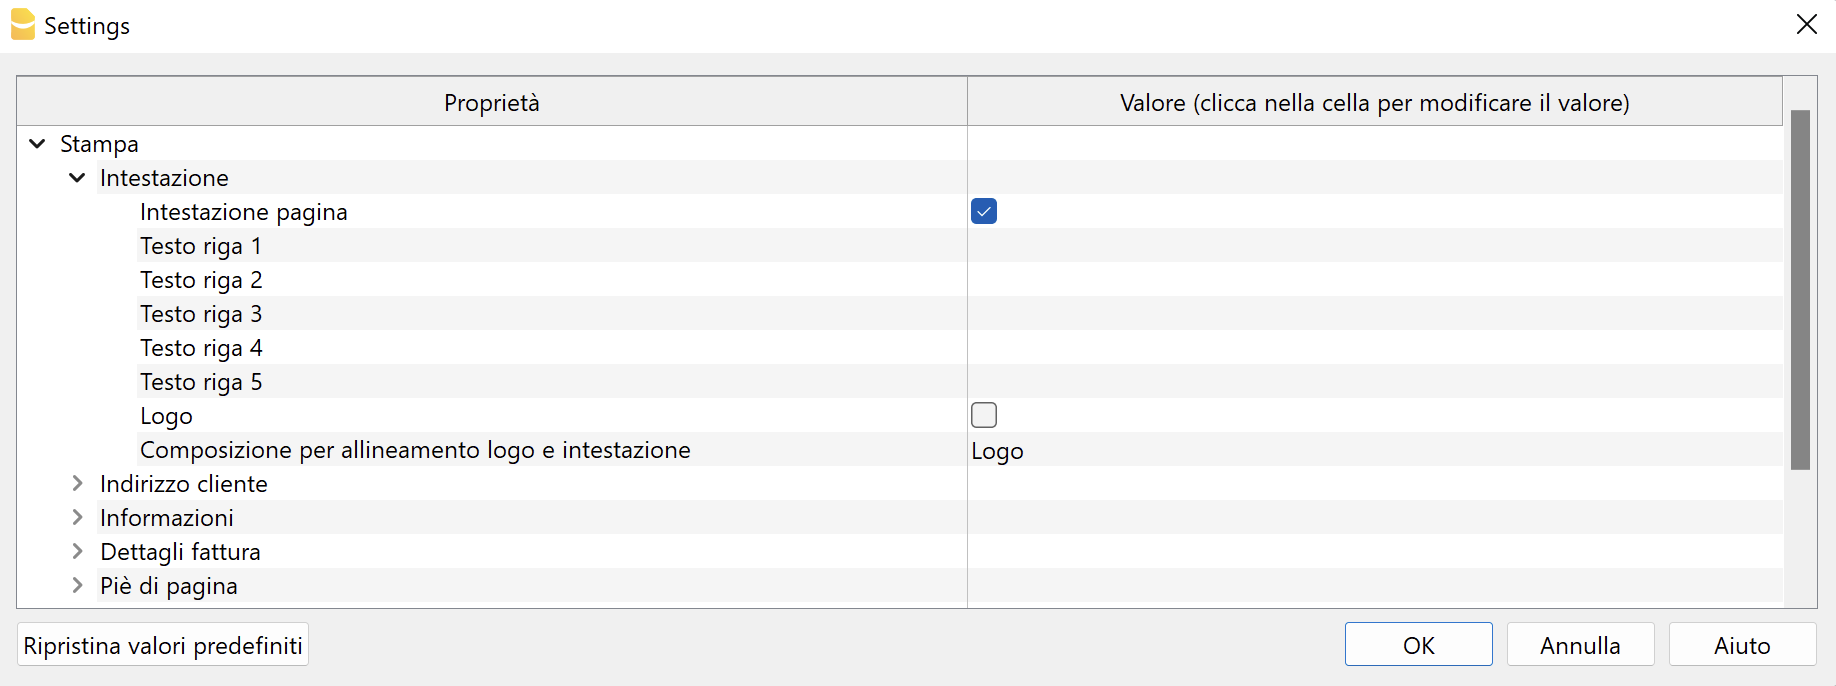 Settings
Proprietà Valore (clicca nella cella per modificare il valore)
Stampa
Intestazione
Intestazione pagina
Testo riga 1
Testo riga 2
Testo riga 3
Testo riga 4
Testo riga 5
Logo
Composizione per allineamento logo e intestazione Logo
Indirizzo cliente
Informazioni
Dettagli fattura
Piè di pagina
Ripristina valori predefiniti OK Annulla Aiuto